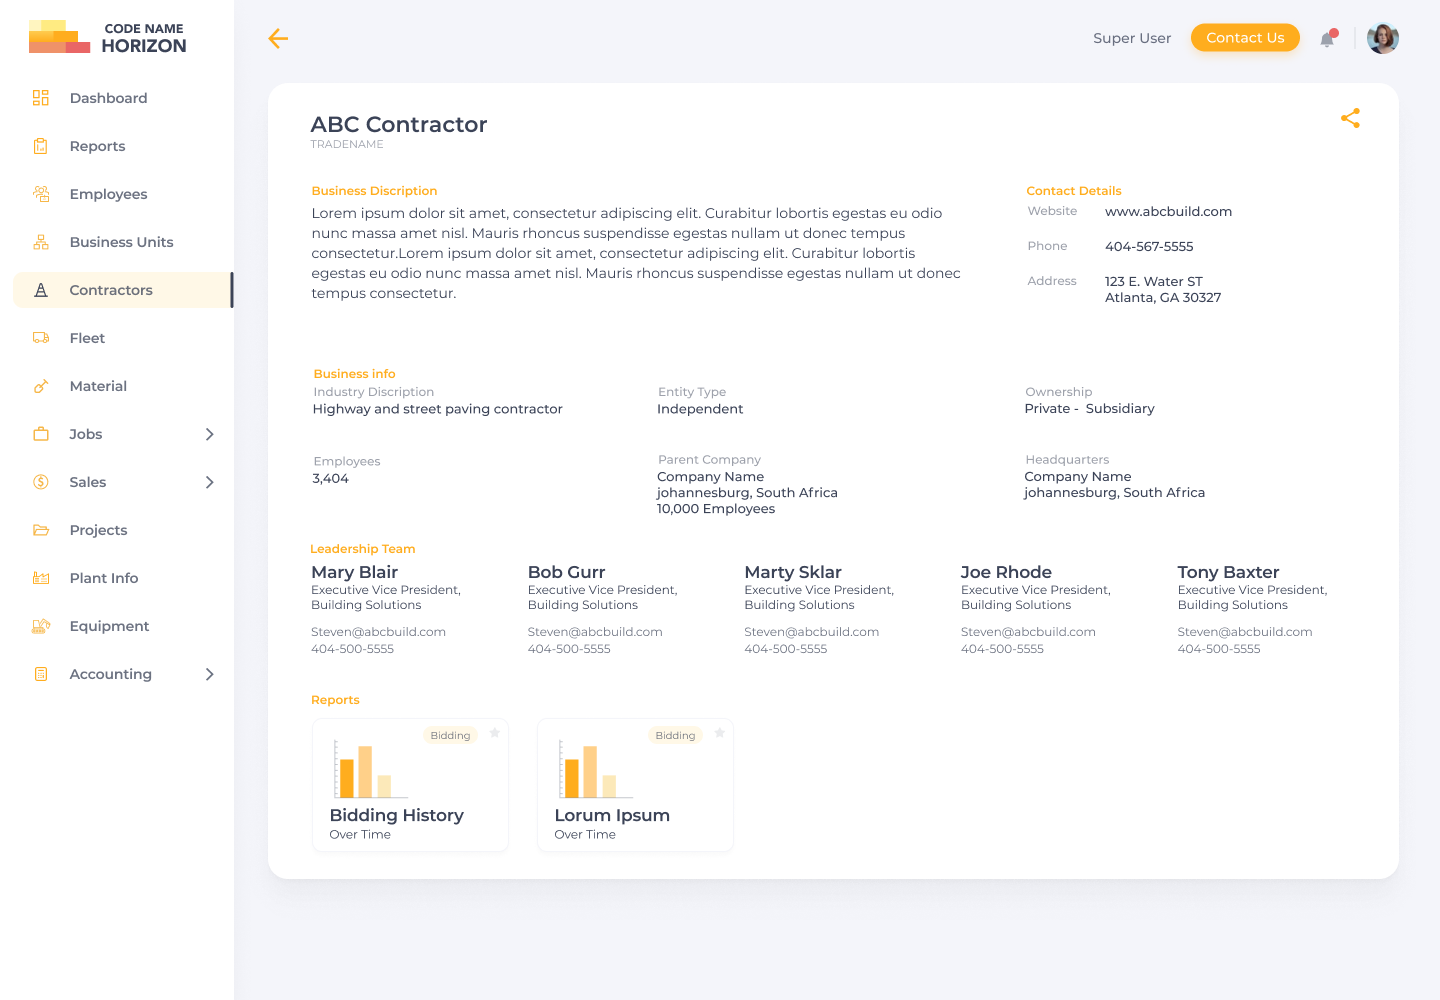 CODE NAME
HORIZON
Dashboard
Reports
Employees
Business Units
Contractors
Fleet
Material
Jobs
Sales
Projects
Plant Info
Equipment
Accounting
Super User
Contact Us
ABC Contractor
TRADENAME
Business Discription
Lorem ipsum dolor sit amet, consectetur adipiscing elit. Curabitur lobortis egestas eu odio
nunc massa amet nisl. Mauris rhoncus suspendisse egestas nullam ut donec tempus
consectetur.Lorem ipsum dolor sit amet, consectetur adipiscing elit. Curabitur lobortis
egestas eu odio nunc massa amet nisl. Mauris rhoncus suspendisse egestas nullam ut donec
tempus consectetur.
Contact Details
Website www.abcbuild.com
Phone 404-567-5555
Address 123 E. Water ST
Atlanta, GA 30327
Business info
Industry Discription
Highway and street paving contractor
Entity Type
Independent
Ownership
Private - Subsidiary
Employees
3,404
Parent Company
Company Name
johannesburg, South Africa
10,000 Employees
Headquarters
Company Name
johannesburg, South Africa
Leadership Team
Mary Blair
Executive Vice President,
Building Solutions
Steven@abcbuild.com
404-500-5555
Bob Gurr
Executive Vice President,
Building Solutions
Steven@abcbuild.com
404-500-5555
Marty Sklar
Executive Vice President,
Building Solutions
Steven@abcbuild.com
404-500-5555
Joe Rhode
Executive Vice President,
Building Solutions
Steven@abcbuild.com
404-500-5555
Tony Baxter
Executive Vice President,
Building Solutions
Steven@abcbuild.com
404-500-5555
Reports
Bidding
Bidding History
Over Time
Bidding
Lorum Ipsum
Over Time